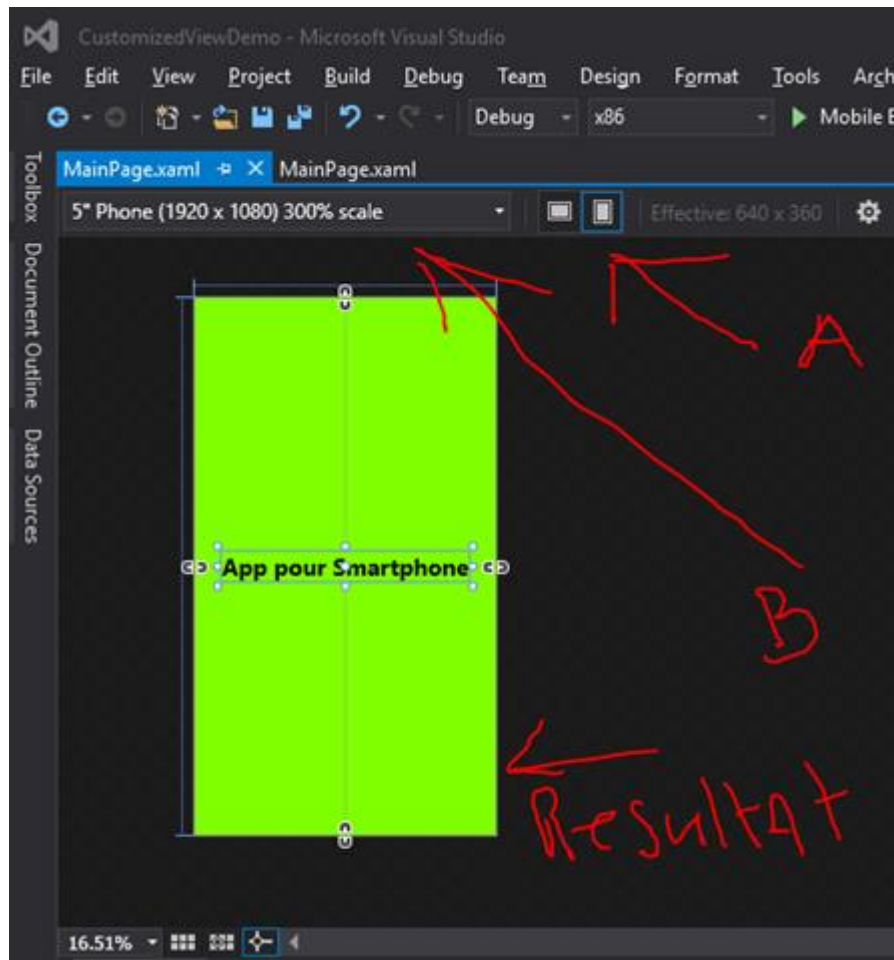 CustomizedViewDemo - Microsoft Visual Studio
File Edit View Project Build Debug Team Design Format Tools Arch
Debug x86 Mobile E
MainPage.xaml MainPage.xaml
5" Phone (1920 x 1080) 300% scale Effective: 640 x 360
Toolbox
Document Outline
Data Sources
A
App pour Smartphone
B
Resultat
16.51%